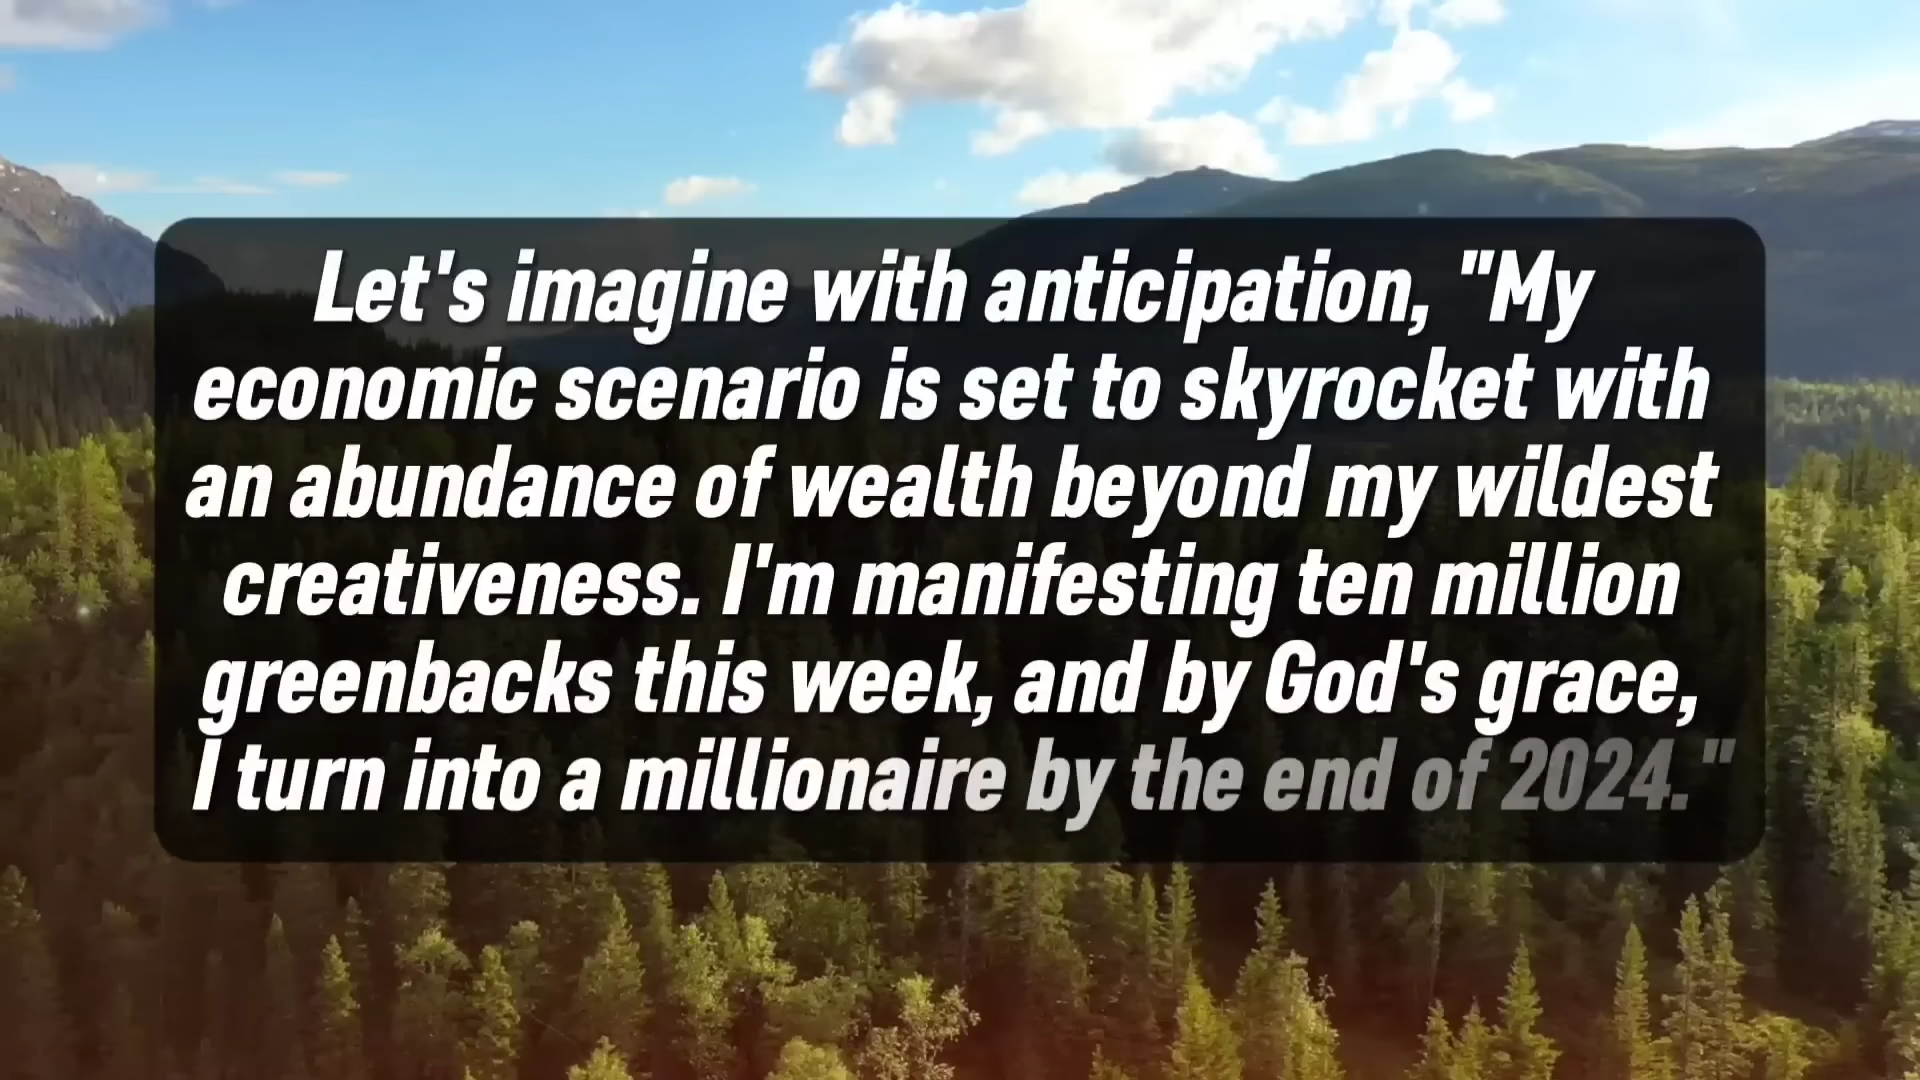 Let's imagine with anticipation, "My
economic scenario is set to skyrocket with
an abundance of wealth beyond my wildest
creativeness. I'm manifesting ten million
greenbacks this week, and by God's grace,
I turn into a millionaire by the end of 2024."